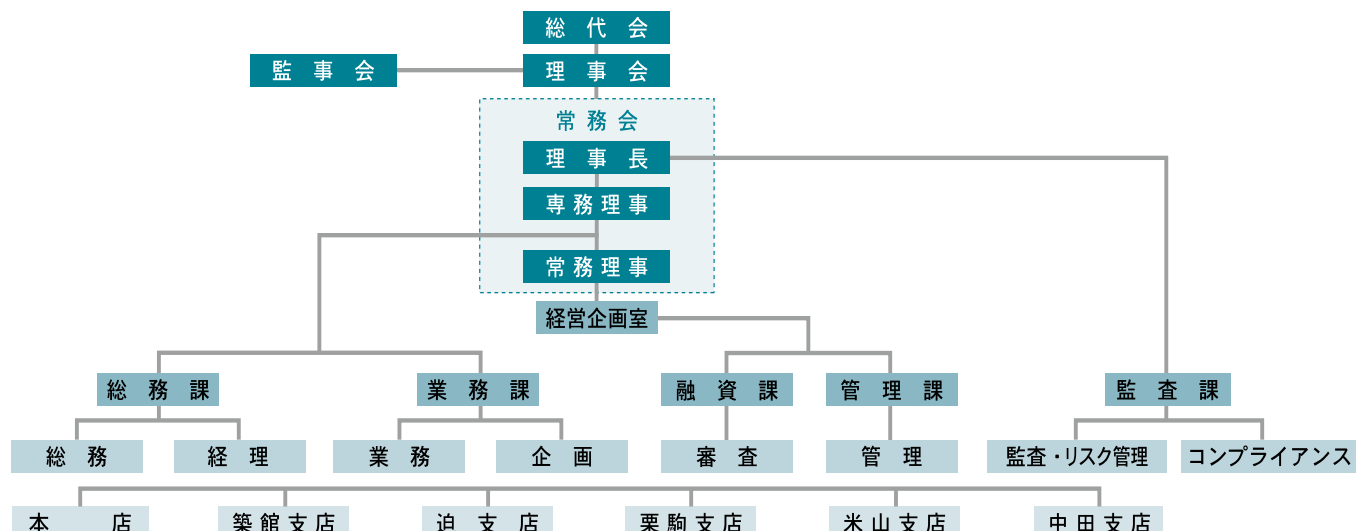 総代会
監事会
理事会
常務会
理事長
専務理事
常務理事
経営企画室
総務課
業務課
融資課
管理課
監査課
総務
経理
業務
企画
審査
管理
監査・リスク管理
コンプライアンス
本店
築館支店
迫支店
栗駒支店
米山支店
中田支店